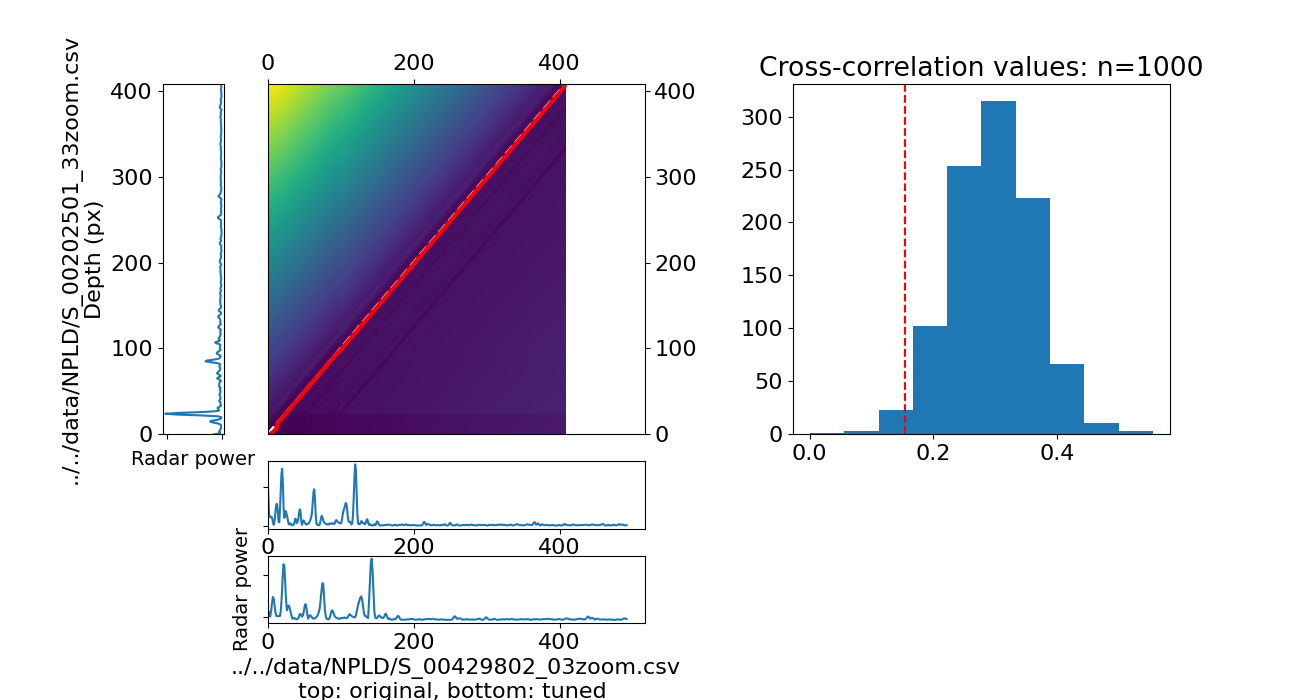 0 200 400
Cross-correlation values: n=1000
../../data/NPLD/S_00202501_33zoom.csv
Depth (px)
400
300
200
100
0
400
300
200
100
0
300
250
200
150
100
50
0
0.0 0.2 0.4
Radar power
0 200 400
Radar power
0 200 400
../../data/NPLD/S_00429802_03zoom.csv
top: original, bottom: tuned